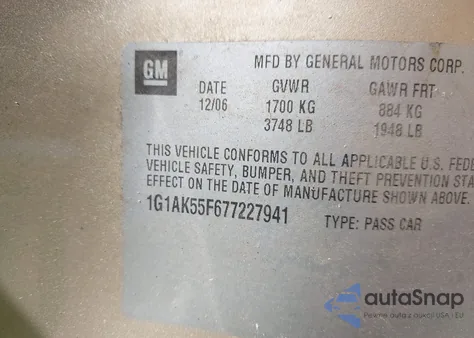 GM
MFD BY GENERAL MOTORS CORP.
DATE GVWR GAWR FRT
12/06 1700 KG 884 KG
3748 LB 1948 LB
THIS VEHICLE CONFORMS TO ALL APPLICABLE U.S. FEDE
VEHICLE SAFETY, BUMPER, AND THEFT PREVENTION STA
EFFECT ON THE DATE OF MANUFACTURE SHOWN ABOVE.
1G1AK55F677227941 TYPE: PASS CAR
autoSnap